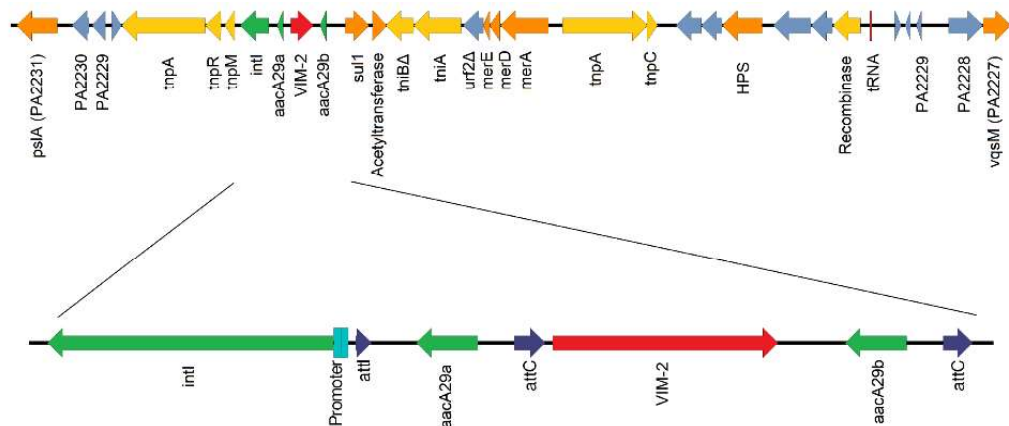 pslA (PA2231)
PA2230
PA2229
tnpA
tnpR
tnpM
intI
aacA29a
VIM-2
aacA29b
sul1
Acetyltransferase
tniBΔ
tniA
urf2Δ
merE
merD
merA
tnpA
tnpC
HPS
Recombinase
tRNA
PA2229
PA2228
vqsM (PA2227)
intI
Promoter
attI
aacA29a
attC
VIM-2
aacA29b
attC